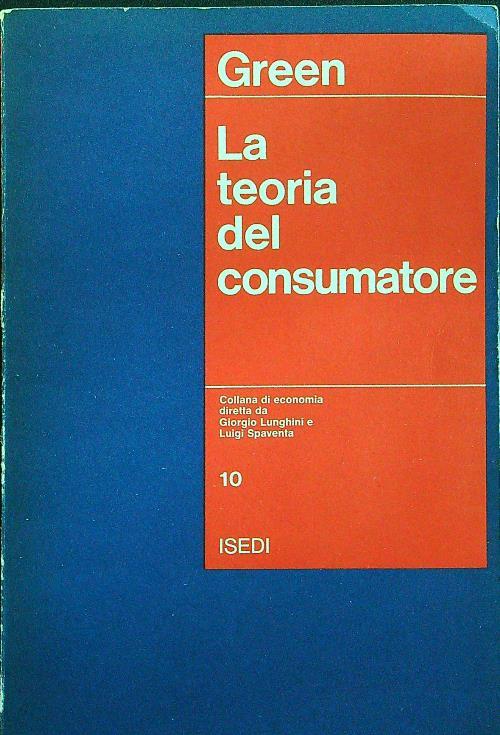 Green
La
teoria
del
consumatore
Collana di economia
diretta da
Giorgio Lunghini e
Luigi Spaventa
10
ISEDI